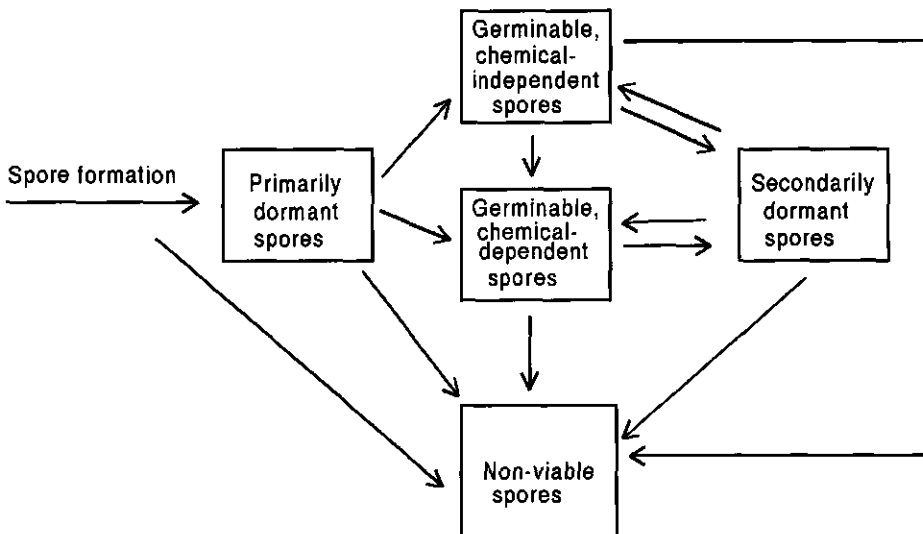 Germinable,
chemical-
independent
spores
Spore formation
Primarily
dormant
spores
Germinable,
chemical-
dependent
spores
Secondarily
dormant
spores
Non-viable
spores